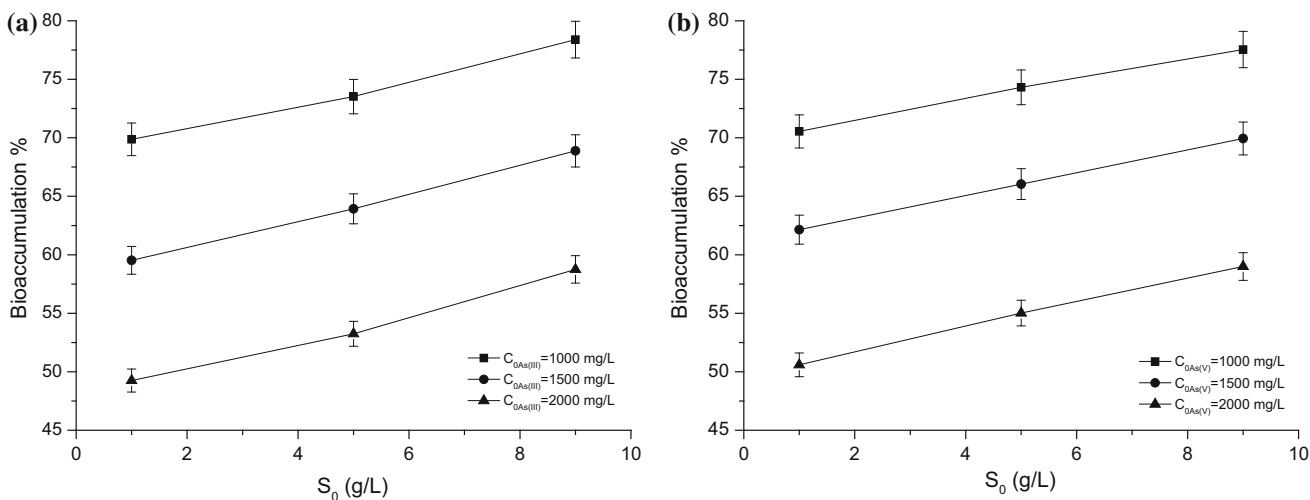 (a)
Bioaccumulation %
80
75
70
65
60
55
50
45
C0As(III)=1000 mg/L
C0As(III)=1500 mg/L
C0As(III)=2000 mg/L
0 2 4 6 8 10
S0 (g/L)
(b)
Bioaccumulation %
80
75
70
65
60
55
50
45
C0As(V)=1000 mg/L
C0As(V)=1500 mg/L
C0As(V)=2000 mg/L
0 2 4 6 8 10
S0 (g/L)